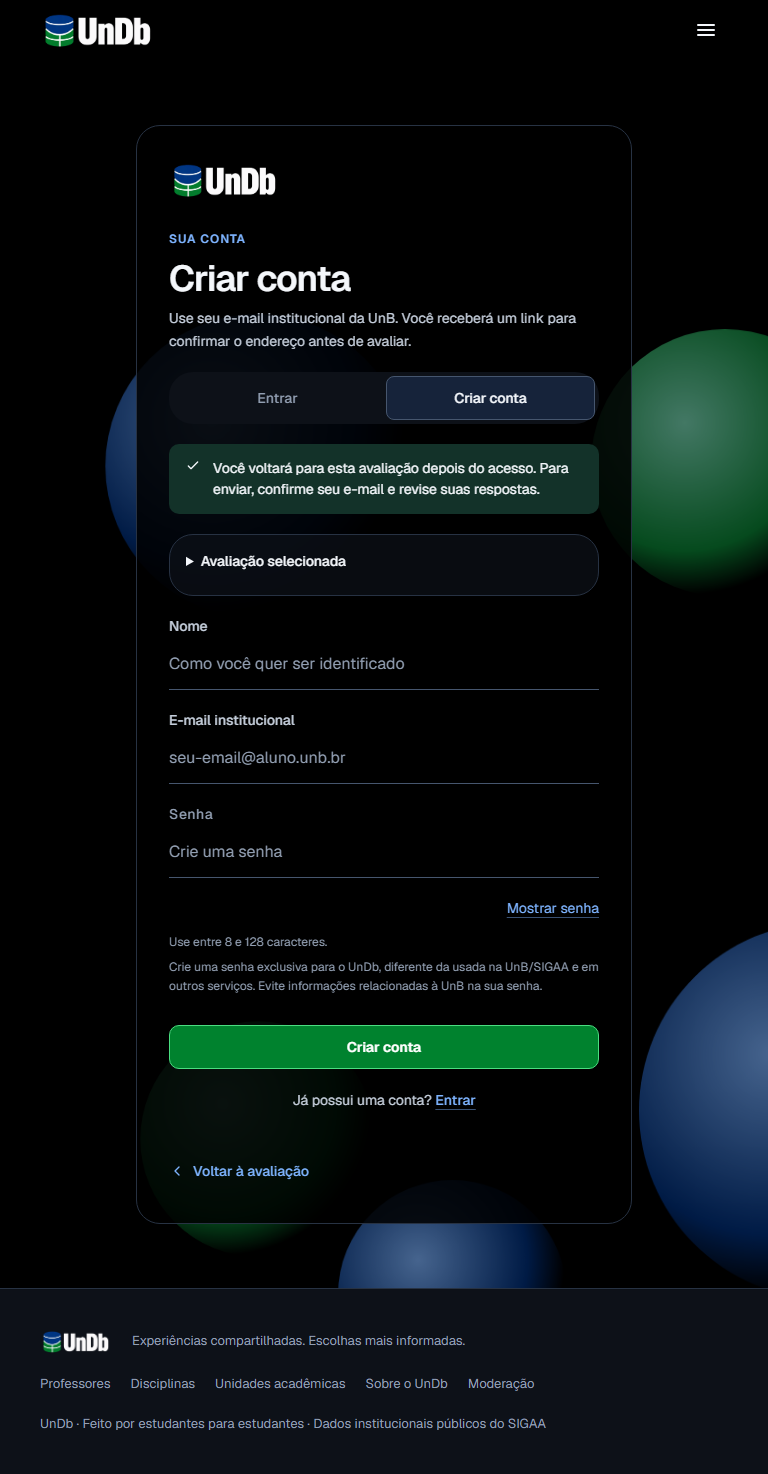 UnDb
UnDb
SUA CONTA
Criar conta
Use seu e-mail institucional da UnB. Você receberá um link para
confirmar o endereço antes de avaliar.
Entrar
Criar conta
Você voltará para esta avaliação depois do acesso. Para
enviar, confirme seu e-mail e revise suas respostas.
Avaliação selecionada
Nome
Como você quer ser identificado
E-mail institucional
seu-email@aluno.unb.br
Senha
Crie uma senha
Mostrar senha
Use entre 8 e 128 caracteres.
Crie uma senha exclusiva para o UnDb, diferente da usada na UnB/SIGAA e em
outros serviços. Evite informações relacionadas à UnB na sua senha.
Criar conta
Já possui uma conta? Entrar
Voltar à avaliação
UnDb
Experiências compartilhadas. Escolhas mais informadas.
Professores Disciplinas Unidades acadêmicas Sobre o UnDb Moderação
UnDb · Feito por estudantes para estudantes · Dados institucionais públicos do SIGAA